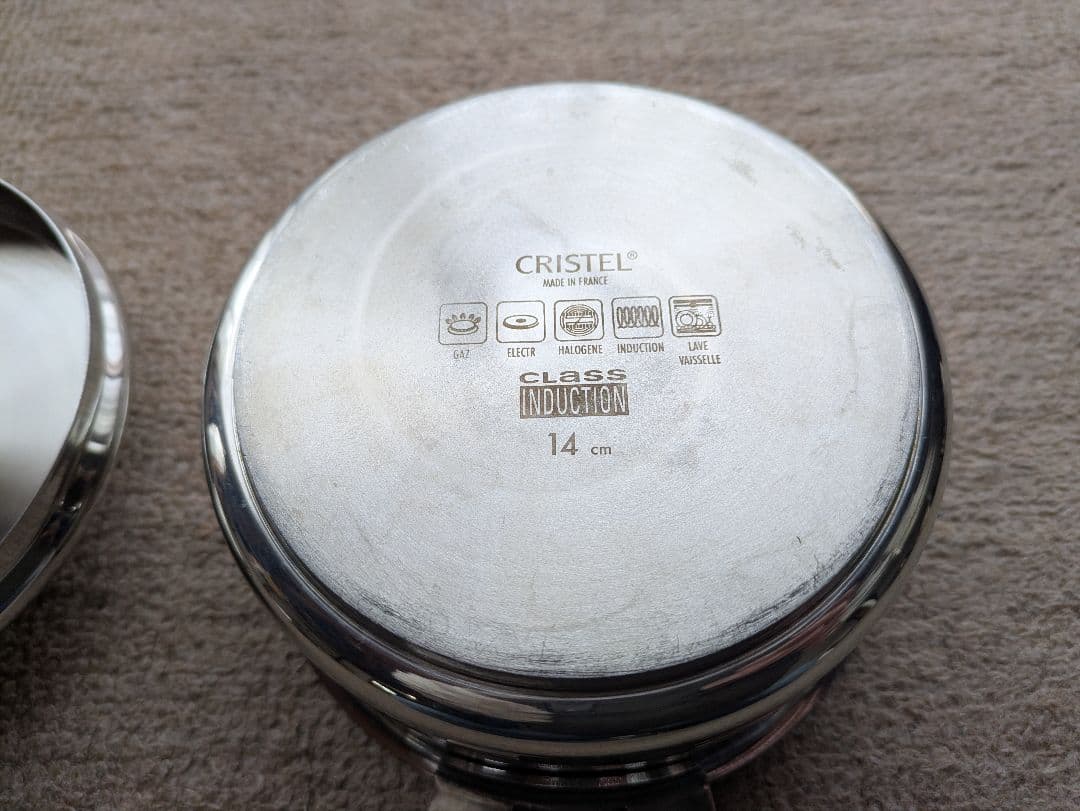 CRISTEL®
MADE IN FRANCE
GAZ ELECTR HALOGENE INDUCTION LAVE VAISSELLE
CLASS
INDUCTION
14 cm